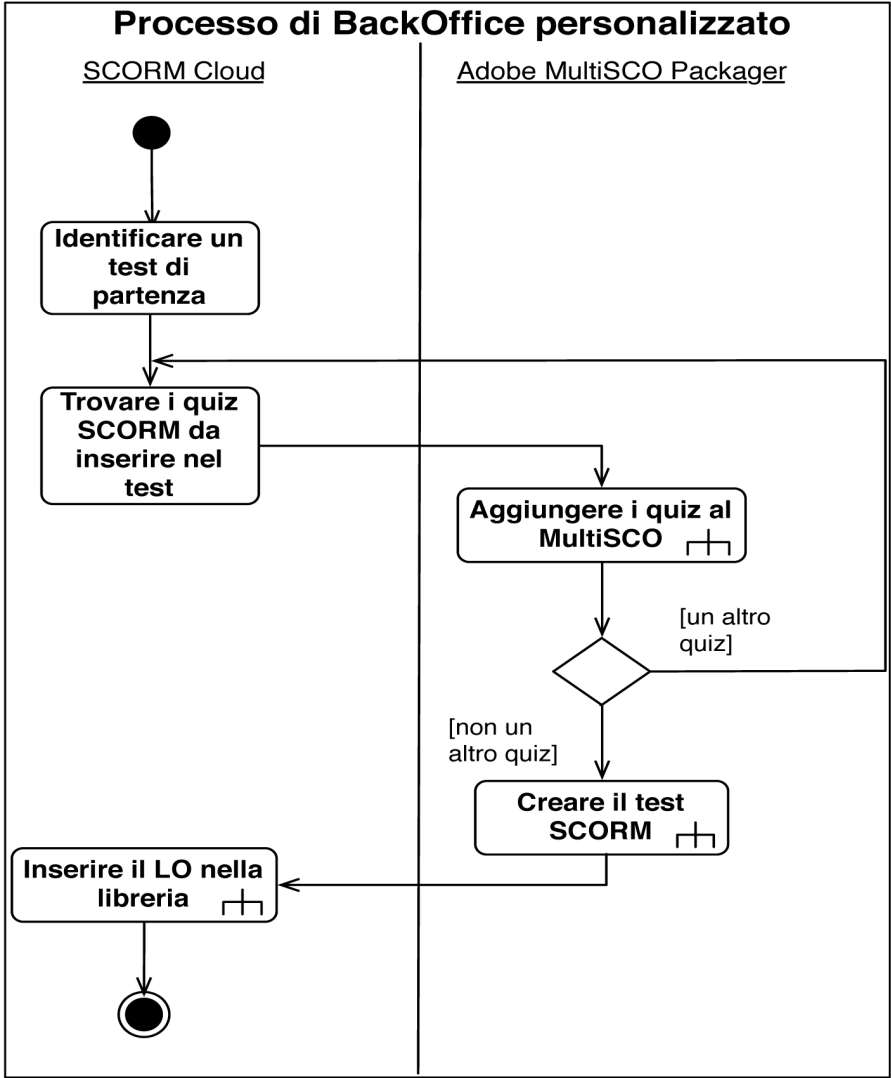 Processo di BackOffice personalizzato
SCORM Cloud
Adobe MultiSCO Packager
Identificare un
test di
partenza
Trovare i quiz
SCORM da
inserire nel
test
Aggiungere i quiz al
MultiSCO
[un altro
quiz]
[non un
altro quiz]
Creare il test
SCORM
Inserire il LO nella
libreria